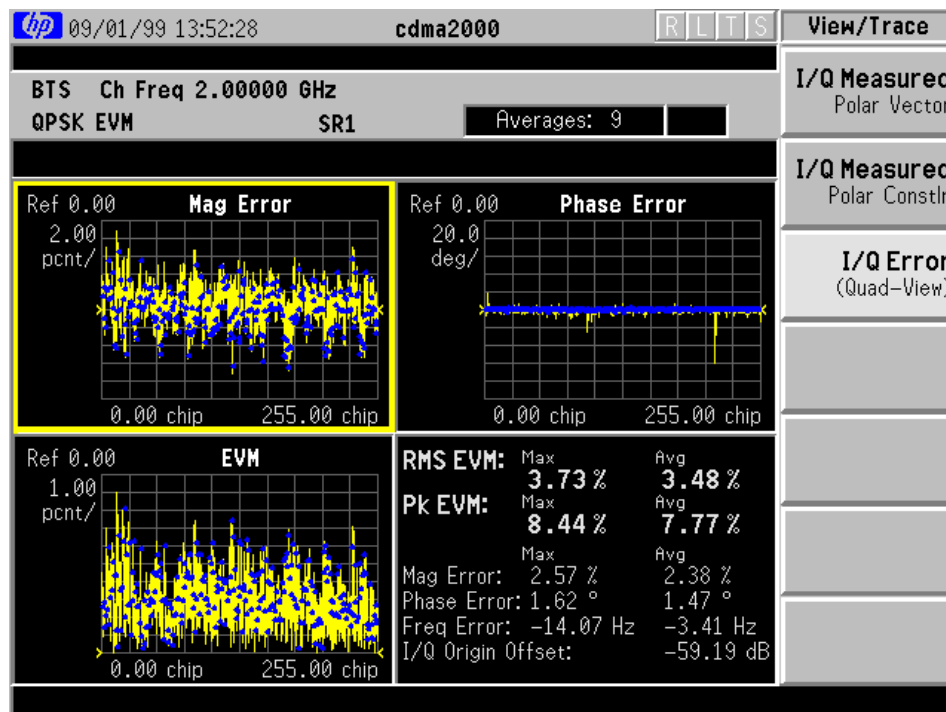 hp 09/01/99 13:52:28 cdma2000 R L T S View/Trace
BTS Ch Freq 2.00000 GHz
QPSK EVM SR1 Averages: 9
I/Q Measured
Polar Vector
I/Q Measured
Polar Constln
I/Q Error
(Quad-View)
Ref 0.00 Mag Error
2.00
pcnt/
0.00 chip 255.00 chip
Ref 0.00 Phase Error
20.0
deg/
0.00 chip 255.00 chip
Ref 0.00 EVM
1.00
pcnt/
0.00 chip 255.00 chip
Max Avg
RMS EVM: 3.73 % 3.48 %
Max Avg
Pk EVM: 8.44 % 7.77 %
Max Avg
Mag Error: 2.57 % 2.38 %
Phase Error: 1.62 ° 1.47 °
Freq Error: -14.07 Hz -3.41 Hz
I/Q Origin Offset: -59.19 dB